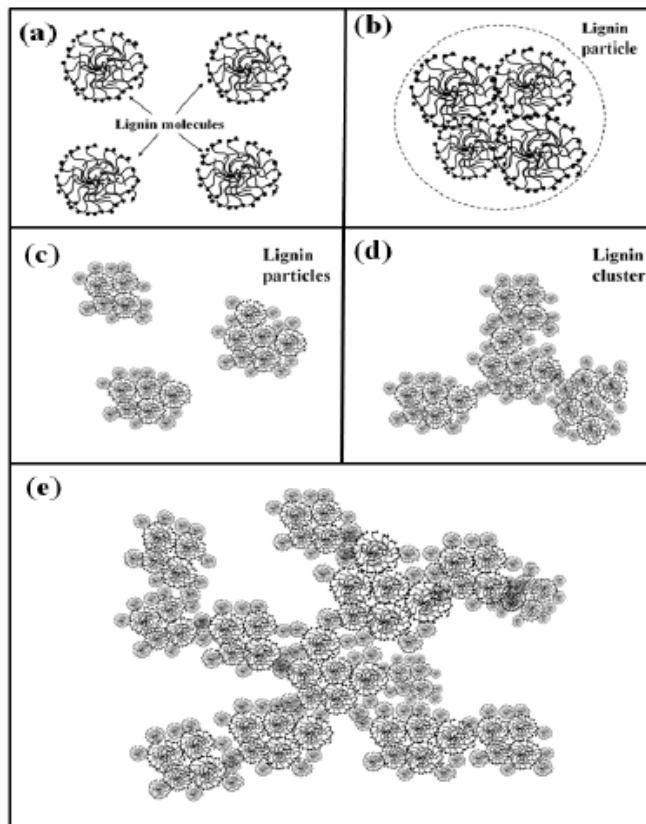 (a)
Lignin molecules
(b)
Lignin
particle
(c)
Lignin
particles
(d)
Lignin
cluster
(e)